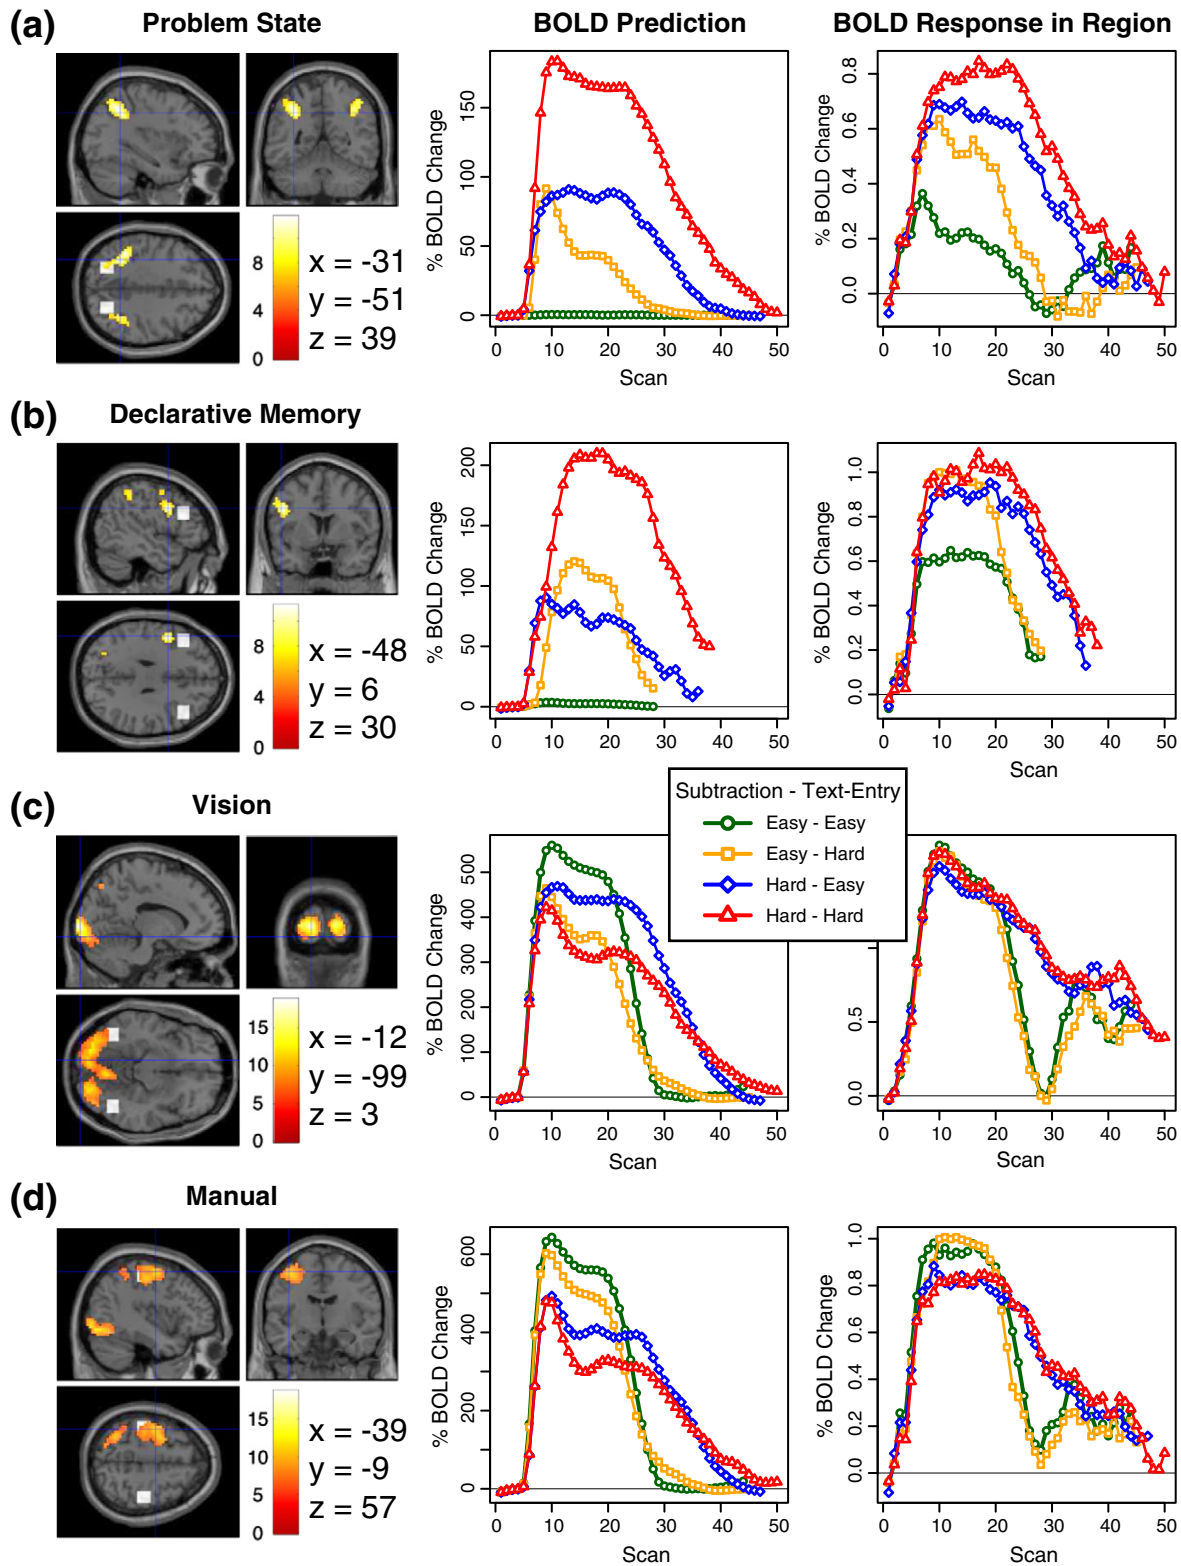 (a)
Problem State
BOLD Prediction
BOLD Response in Region
8
4
0
x = -31
y = -51
z = 39
% BOLD Change
0
50
100
150
0 10 20 30 40 50
Scan
% BOLD Change
0.0
0.2
0.4
0.6
0.8
0 10 20 30 40 50
Scan
(b)
Declarative Memory
8
4
0
x = -48
y = 6
z = 30
% BOLD Change
0
50
100
150
200
0 10 20 30 40 50
Scan
% BOLD Change
0.0
0.2
0.4
0.6
0.8
1.0
0 10 20 30 40 50
Scan
Subtraction - Text-Entry
Easy - Easy
Easy - Hard
Hard - Easy
Hard - Hard
(c)
Vision
15
10
5
0
x = -12
y = -99
z = 3
% BOLD Change
0
100
200
300
400
500
0 10 20 30 40 50
Scan
% BOLD Change
0.0
0.5
0 10 20 30 40 50
Scan
(d)
Manual
15
10
5
0
x = -39
y = -9
z = 57
% BOLD Change
0
200
400
600
0 10 20 30 40 50
Scan
% BOLD Change
0.0
0.2
0.4
0.6
0.8
1.0
0 10 20 30 40 50
Scan